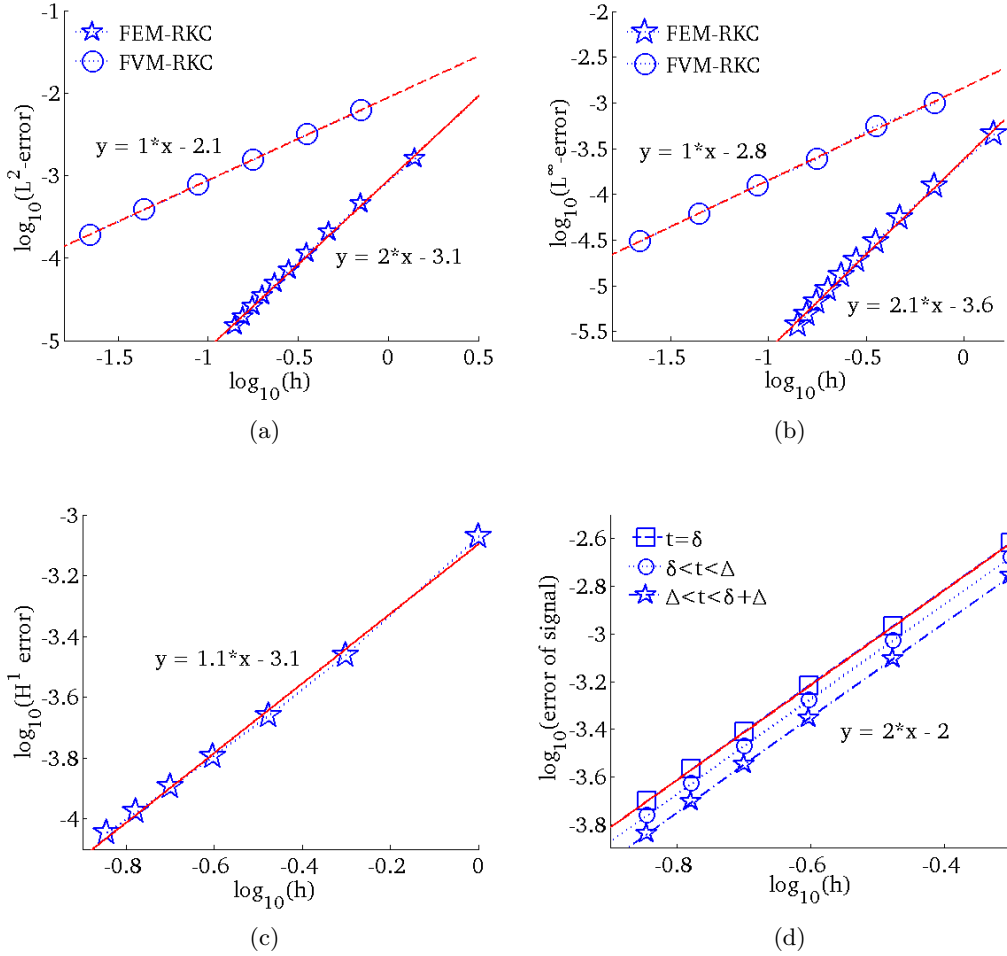 -1
FEM-RKC
FVM-RKC
-2
y = 1*x - 2.1
log10(L²-error)
-3
-4
y = 2*x - 3.1
-5
-1.5
-1
-0.5
0
0.5
log10(h)
(a)
-2
FEM-RKC
-2.5
FVM-RKC
-3
y = 1*x - 2.8
log10(L∞-error)
-3.5
-4
-4.5
-5
y = 2.1*x - 3.6
-5.5
-1.5
-1
-0.5
0
log10(h)
(b)
-3
-3.2
-3.4
y = 1.1*x - 3.1
log10(H¹ error)
-3.6
-3.8
-4
-0.8
-0.6
-0.4
-0.2
0
log10(h)
(c)
-2.6
t=δ
δ<t<Δ
-2.8
Δ<t<δ+Δ
-3
log10(error of signal)
-3.2
y = 2*x - 2
-3.4
-3.6
-3.8
-0.8
-0.6
-0.4
log10(h)
(d)